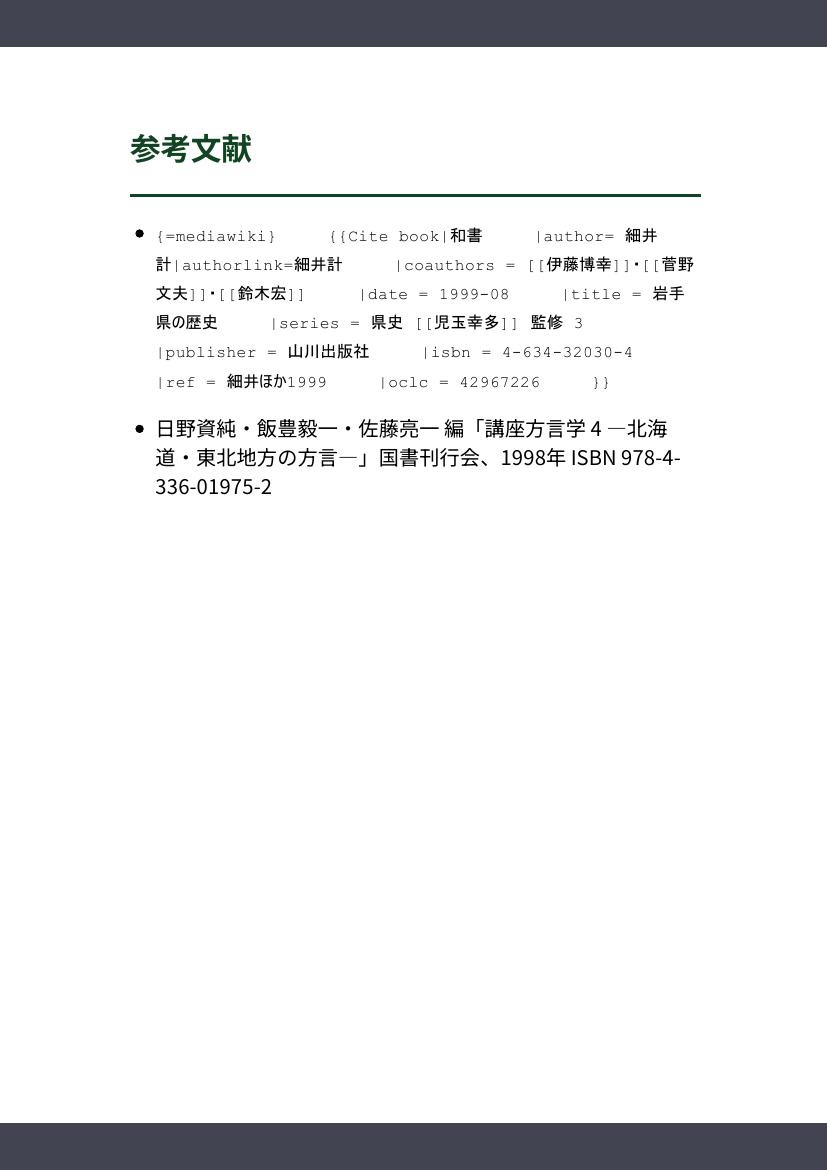 参考文献
{=mediawiki} {{Cite book|和書 |author= 細井
計|authorlink=細井計 |coauthors = [[伊藤博幸]]・[[菅野
文夫]]・[[鈴木宏]] |date = 1999-08 |title = 岩手
県の歴史 |series = 県史 [[児玉幸多]] 監修 3
|publisher = 山川出版社 |isbn = 4-634-32030-4
|ref = 細井ほか1999 |oclc = 42967226 }}
日野資純・飯豊毅一・佐藤亮一 編「講座方言学 4 ―北海
道・東北地方の方言―」国書刊行会、1998年 ISBN 978-4-
336-01975-2